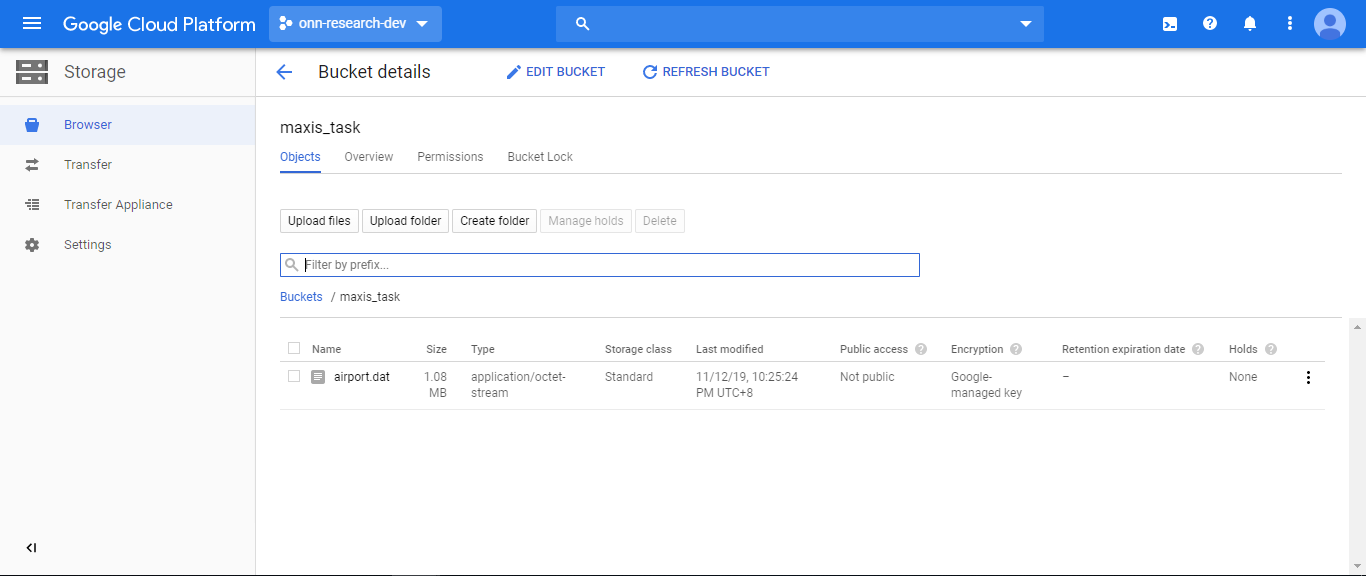 Google Cloud Platform onn-research-dev
Storage Bucket details EDIT BUCKET REFRESH BUCKET
Browser
Transfer
Transfer Appliance
Settings
maxis_task
Objects Overview Permissions Bucket Lock
Upload files Upload folder Create folder Manage holds Delete
Filter by prefix...
Buckets / maxis_task
Name Size Type Storage class Last modified Public access Encryption Retention expiration date Holds
airport.dat 1.08 application/octet- Standard 11/12/19, 10:25:24 Not public Google- – None
MB stream PM UTC+8 managed key